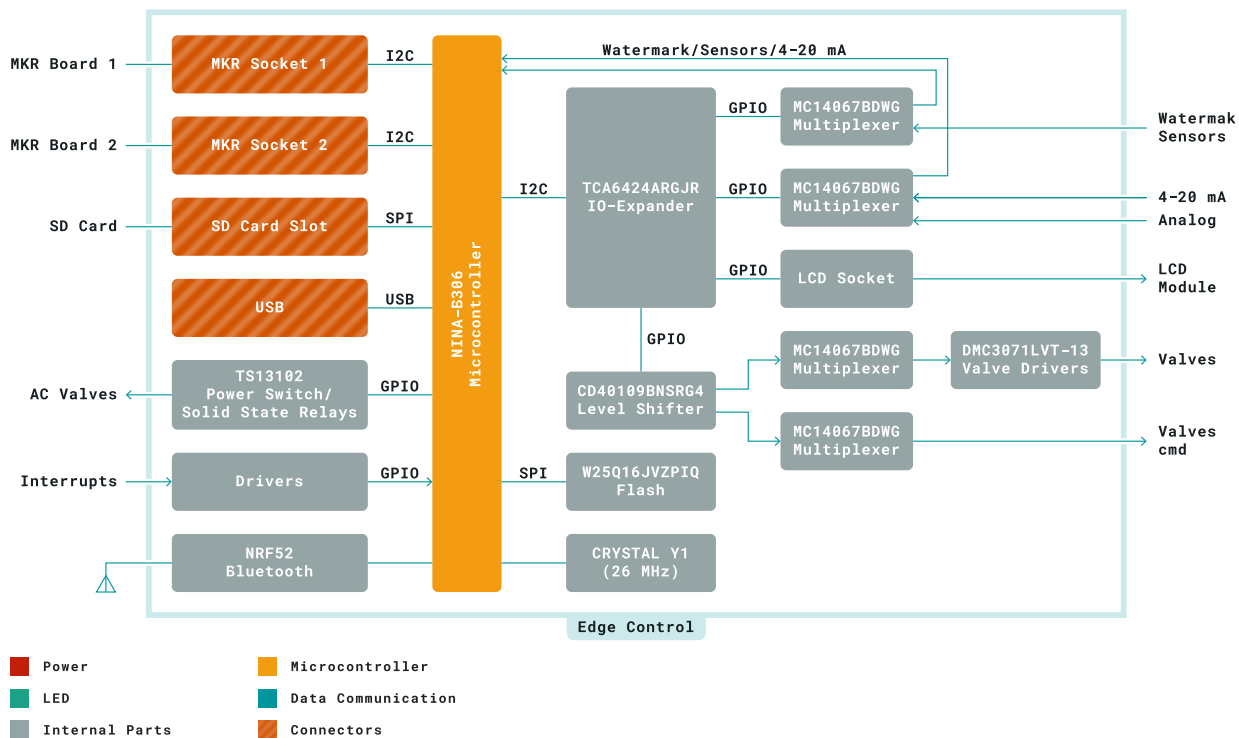 MKR Board 1
MKR Socket 1
I2C
MKR Board 2
MKR Socket 2
I2C
SD Card
SD Card Slot
SPI
USB
USB
AC Valves
TS13102
Power Switch/
Solid State Relays
GPIO
Interrupts
Drivers
GPIO
NRF52
Bluetooth
NINA-B306
Microcontroller
Watermark/Sensors/4-20 mA
I2C
TCA6424ARGJR
IO-Expander
GPIO
MC14067BDWG
Multiplexer
Watermak
Sensors
GPIO
MC14067BDWG
Multiplexer
4-20 mA
Analog
GPIO
LCD Socket
LCD
Module
GPIO
CD40109BNSRG4
Level Shifter
MC14067BDWG
Multiplexer
DMC3071LVT-13
Valve Drivers
Valves
MC14067BDWG
Multiplexer
Valves
cmd
SPI
W25Q16JVZPIQ
Flash
CRYSTAL Y1
(26 MHz)
Edge Control
Power
LED
Internal Parts
Microcontroller
Data Communication
Connectors